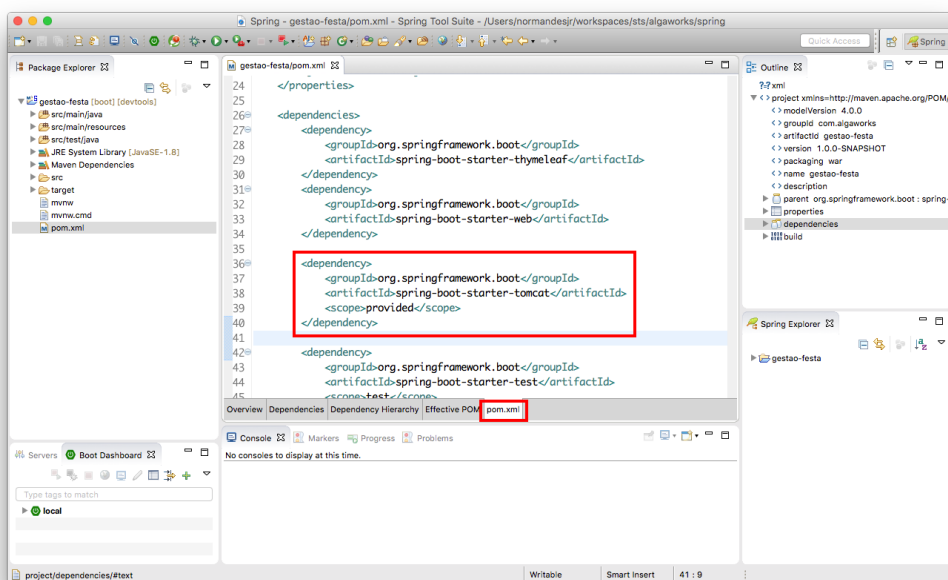 Spring - gestao-festa/pom.xml - Spring Tool Suite - /Users/normandesjr/workspaces/sts/algaworks/spring
Quick Access
Spring
Package Explorer
gestao-festa [boot] [devtools]
src/main/java
src/main/resources
src/test/java
JRE System Library [JavaSE-1.8]
Maven Dependencies
src
target
mvnw
mvnw.cmd
pom.xml
gestao-festa/pom.xml
24 </properties>
25
26 <dependencies>
27 <dependency>
28 <groupId>org.springframework.boot</groupId>
29 <artifactId>spring-boot-starter-thymeleaf</artifactId>
30 </dependency>
31 <dependency>
32 <groupId>org.springframework.boot</groupId>
33 <artifactId>spring-boot-starter-web</artifactId>
34 </dependency>
35
36 <dependency>
37 <groupId>org.springframework.boot</groupId>
38 <artifactId>spring-boot-starter-tomcat</artifactId>
39 <scope>provided</scope>
40 </dependency>
41
42 <dependency>
43 <groupId>org.springframework.boot</groupId>
44 <artifactId>spring-boot-starter-test</artifactId>
45 <scope>test</scope>
Overview Dependencies Dependency Hierarchy Effective POM pom.xml
Outline
?-? xml
project xmlns=http://maven.apache.org/POM/
modelVersion 4.0.0
groupId com.algaworks
artifactId gestao-festa
version 1.0.0-SNAPSHOT
packaging war
name gestao-festa
description
parent org.springframework.boot : spring-
properties
dependencies
build
Spring Explorer
gestao-festa
Servers Boot Dashboard
Type tags to match
local
Console Markers Progress Problems
No consoles to display at this time.
project/dependencies/#text
Writable
Smart Insert
41 : 9